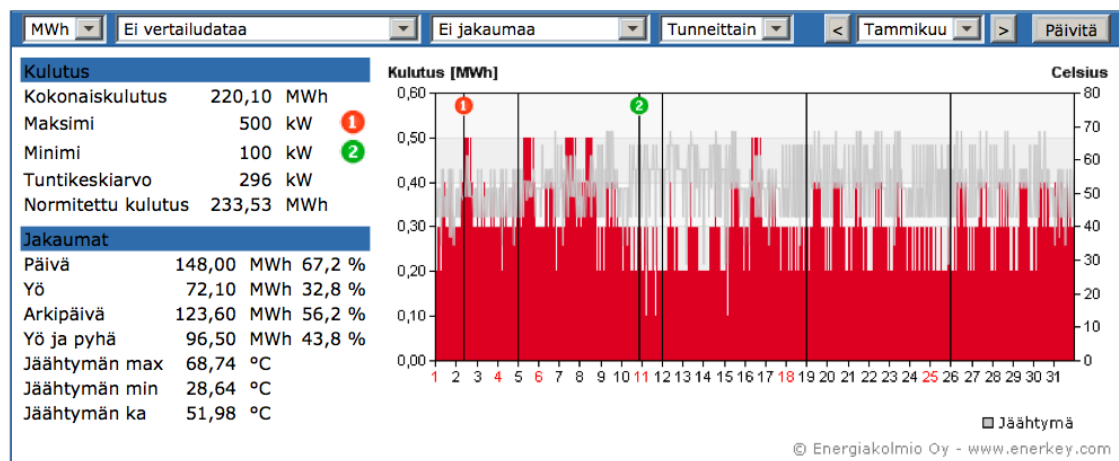 MWh Ei vertailudataa Ei jakaumaa Tunneittain < Tammikuu > Päivitä
Kulutus
Kokonaiskulutus 220,10 MWh
Maksimi 500 kW 1
Minimi 100 kW 2
Tuntikeskiarvo 296 kW
Normitettu kulutus 233,53 MWh
Jakaumat
Päivä 148,00 MWh 67,2 %
Yö 72,10 MWh 32,8 %
Arkipäivä 123,60 MWh 56,2 %
Yö ja pyhä 96,50 MWh 43,8 %
Jäähtymän max 68,74 °C
Jäähtymän min 28,64 °C
Jäähtymän ka 51,98 °C
Kulutus [MWh] Celsius
0,60 80
1 2
70
0,50
60
0,40 50
0,30 40
30
0,20
20
0,10 10
0,00 0
1 2 3 4 5 6 7 8 9 10 11 12 13 14 15 16 17 18 19 20 21 22 23 24 25 26 27 28 29 30 31
Jäähtymä
© Energiakolmio Oy - www.enerkey.com